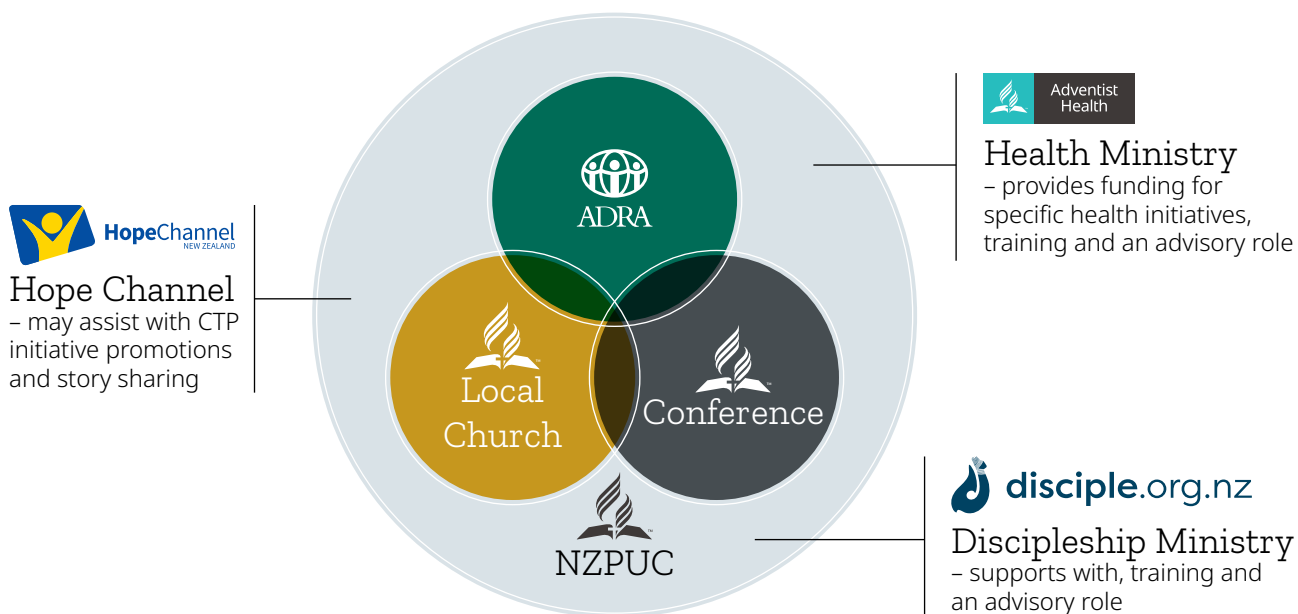 ADRA
Local
Church
Conference
NZPUC
HopeChannel
NEW ZEALAND
Hope Channel
– may assist with CTP
initiative promotions
and story sharing
Adventist
Health
Health Ministry
– provides funding for
specific health initiatives,
training and an advisory role
disciple.org.nz
Discipleship Ministry
– supports with, training and
an advisory role